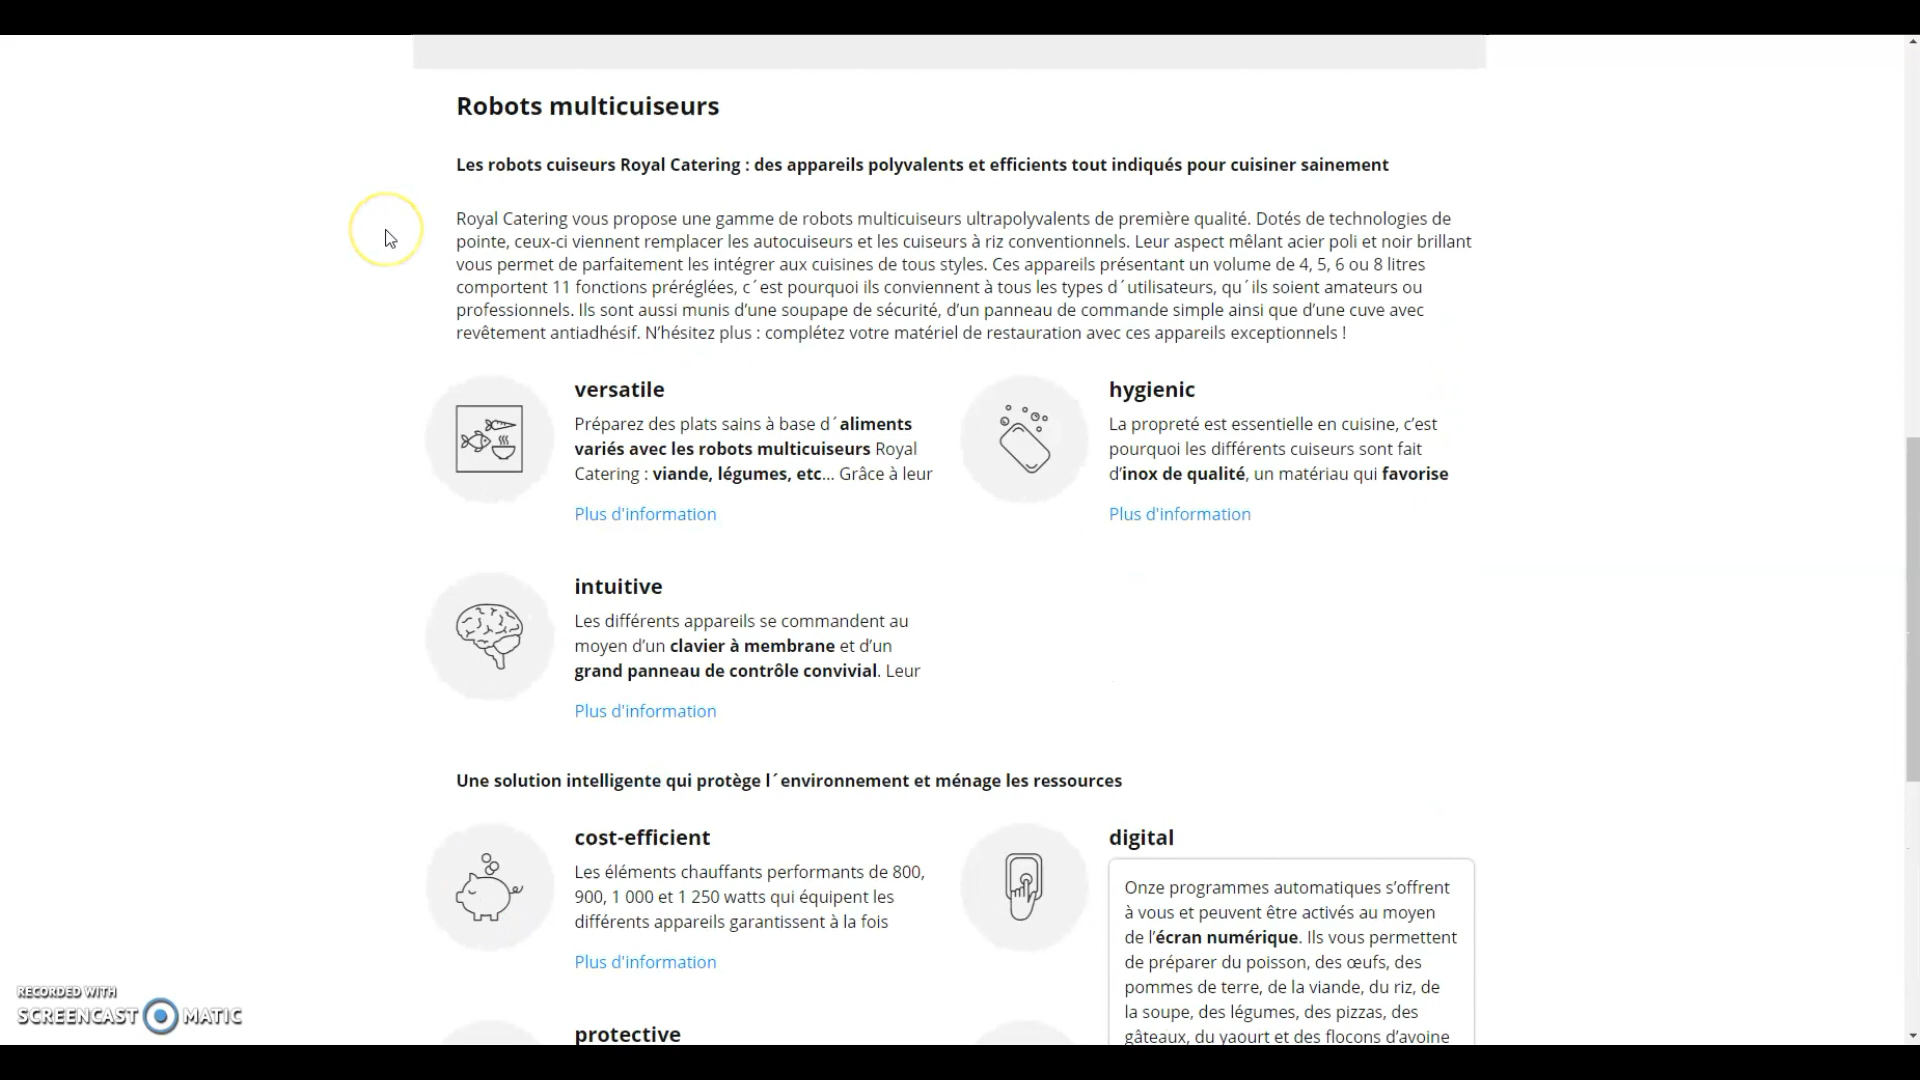 Robots multicuiseurs
Les robots cuiseurs Royal Catering : des appareils polyvalents et efficients tout indiqués pour cuisiner sainement
Royal Catering vous propose une gamme de robots multicuiseurs ultrapolyvalents de première qualité. Dotés de technologies de
pointe, ceux-ci viennent remplacer les autocuiseurs et les cuiseurs à riz conventionnels. Leur aspect mêlant acier poli et noir brillant
vous permet de parfaitement les intégrer aux cuisines de tous styles. Ces appareils présentant un volume de 4, 5, 6 ou 8 litres
comportent 11 fonctions préréglées, c´est pourquoi ils conviennent à tous les types d´utilisateurs, qu´ils soient amateurs ou
professionnels. Ils sont aussi munis d’une soupape de sécurité, d’un panneau de commande simple ainsi que d’une cuve avec
revêtement antiadhésif. N’hésitez plus : complétez votre matériel de restauration avec ces appareils exceptionnels !
versatile
Préparez des plats sains à base d´aliments
variés avec les robots multicuiseurs Royal
Catering : viande, légumes, etc... Grâce à leur
Plus d'information
hygienic
La propreté est essentielle en cuisine, c’est
pourquoi les différents cuiseurs sont fait
d’inox de qualité, un matériau qui favorise
Plus d'information
intuitive
Les différents appareils se commandent au
moyen d’un clavier à membrane et d’un
grand panneau de contrôle convivial. Leur
Plus d'information
Une solution intelligente qui protège l´environnement et ménage les ressources
cost-efficient
Les éléments chauffants performants de 800,
900, 1 000 et 1 250 watts qui équipent les
différents appareils garantissent à la fois
Plus d'information
digital
Onze programmes automatiques s’offrent
à vous et peuvent être activés au moyen
de l’écran numérique. Ils vous permettent
de préparer du poisson, des œufs, des
pommes de terre, de la viande, du riz, de
la soupe, des légumes, des pizzas, des
gâteaux, du yaourt et des flocons d’avoine
protective
RECORDED WITH
SCREENCAST MATIC